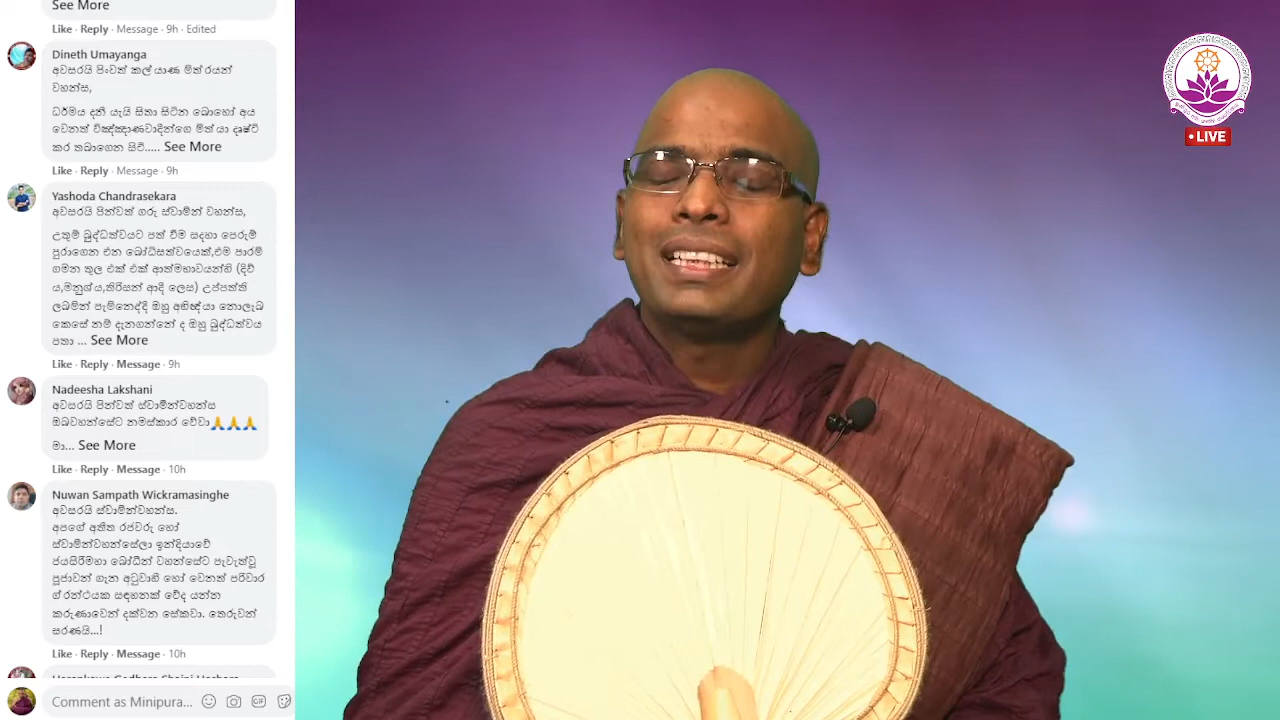 See More
Like · Reply · Message · 9h · Edited
Dineth Umayanga
අවසරයි පිංවත් කල් යාණ මිත් රයන්
වහන්ස,
ධර්මය දනී යැයි සිතා සිටින බොහෝ අය
වෙනත් විඤ්ඤාණවාදීන්ගෙ මිත් යා දෘෂ්ටි
කර තබාගෙන සිටි..... See More
Like · Reply · Message · 9h
Yashoda Chandrasekara
අවසරයි පින්වත් ගරු ස්වාමින් වහන්ස,
උතුම් බුද්ධත්වයට පත් වීම සදහා පෙරුම්
පුරාගෙන එන බෝධිසත්වයෙක්,එම පාරමී
ගමන තුල එක් එක් ආත්මභාවයන්හි (දිව්
ය,මනුශ්ය,තිරිසන් ආදී ලෙස) උප්පත්ති
ලබමින් පැමිනෙද්දි ඔහු අභිඥ්යා නොලැබ
කෙසේ නම් දැනගන්නේ ද ඔහු බුද්ධත්වය
පතා ... See More
Like · Reply · Message · 9h
Nadeesha Lakshani
අවසරයි පින්වත් ස්වාමීන්වහන්ස
ඔබවහන්සේට නමස්කාර වේවා🙏🙏🙏
මා... See More
Like · Reply · Message · 10h
Nuwan Sampath Wickramasinghe
අවසරයි ස්වාමීන්වහන්ස.
අපගේ අතීත රජවරු හෝ
ස්වාමින්වහන්සේලා ඉන්දියාවේ
ජයසිරිමහා බෝධීන් වහන්සේට පැවැත්වූ
පූජාවන් ගැන අටුවාහි හෝ වෙනත් පරිවාර
ග් රන්ථයක සඳහනක් වේද යන්න
කරුණාවෙන් දක්වන සේකවා. තෙරුවන්
සරණයි...!
Like · Reply · Message · 10h
Comment as Minipura...
GIF
• LIVE